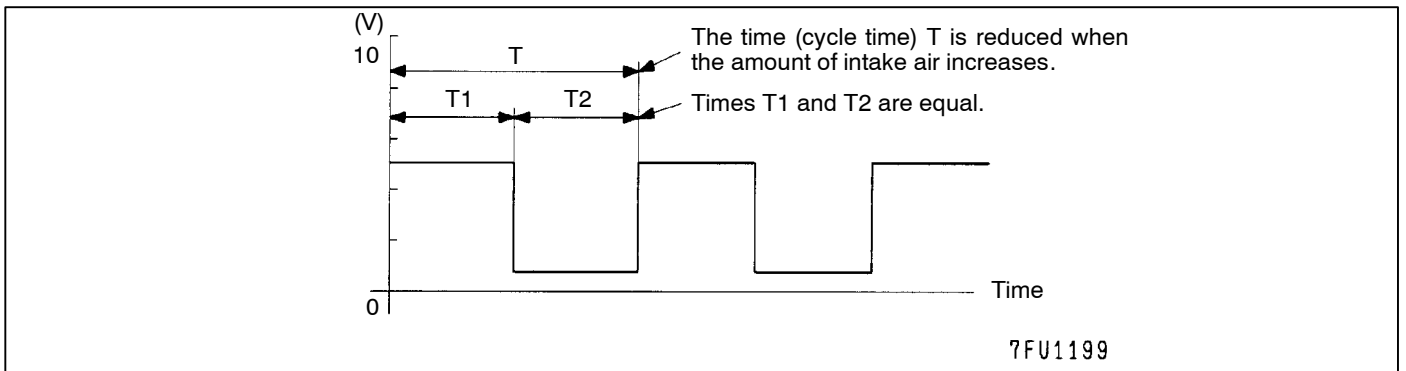 (V)
10
T
The time (cycle time) T is reduced when
the amount of intake air increases.
T1
T2
Times T1 and T2 are equal.
0
Time
7FU1199